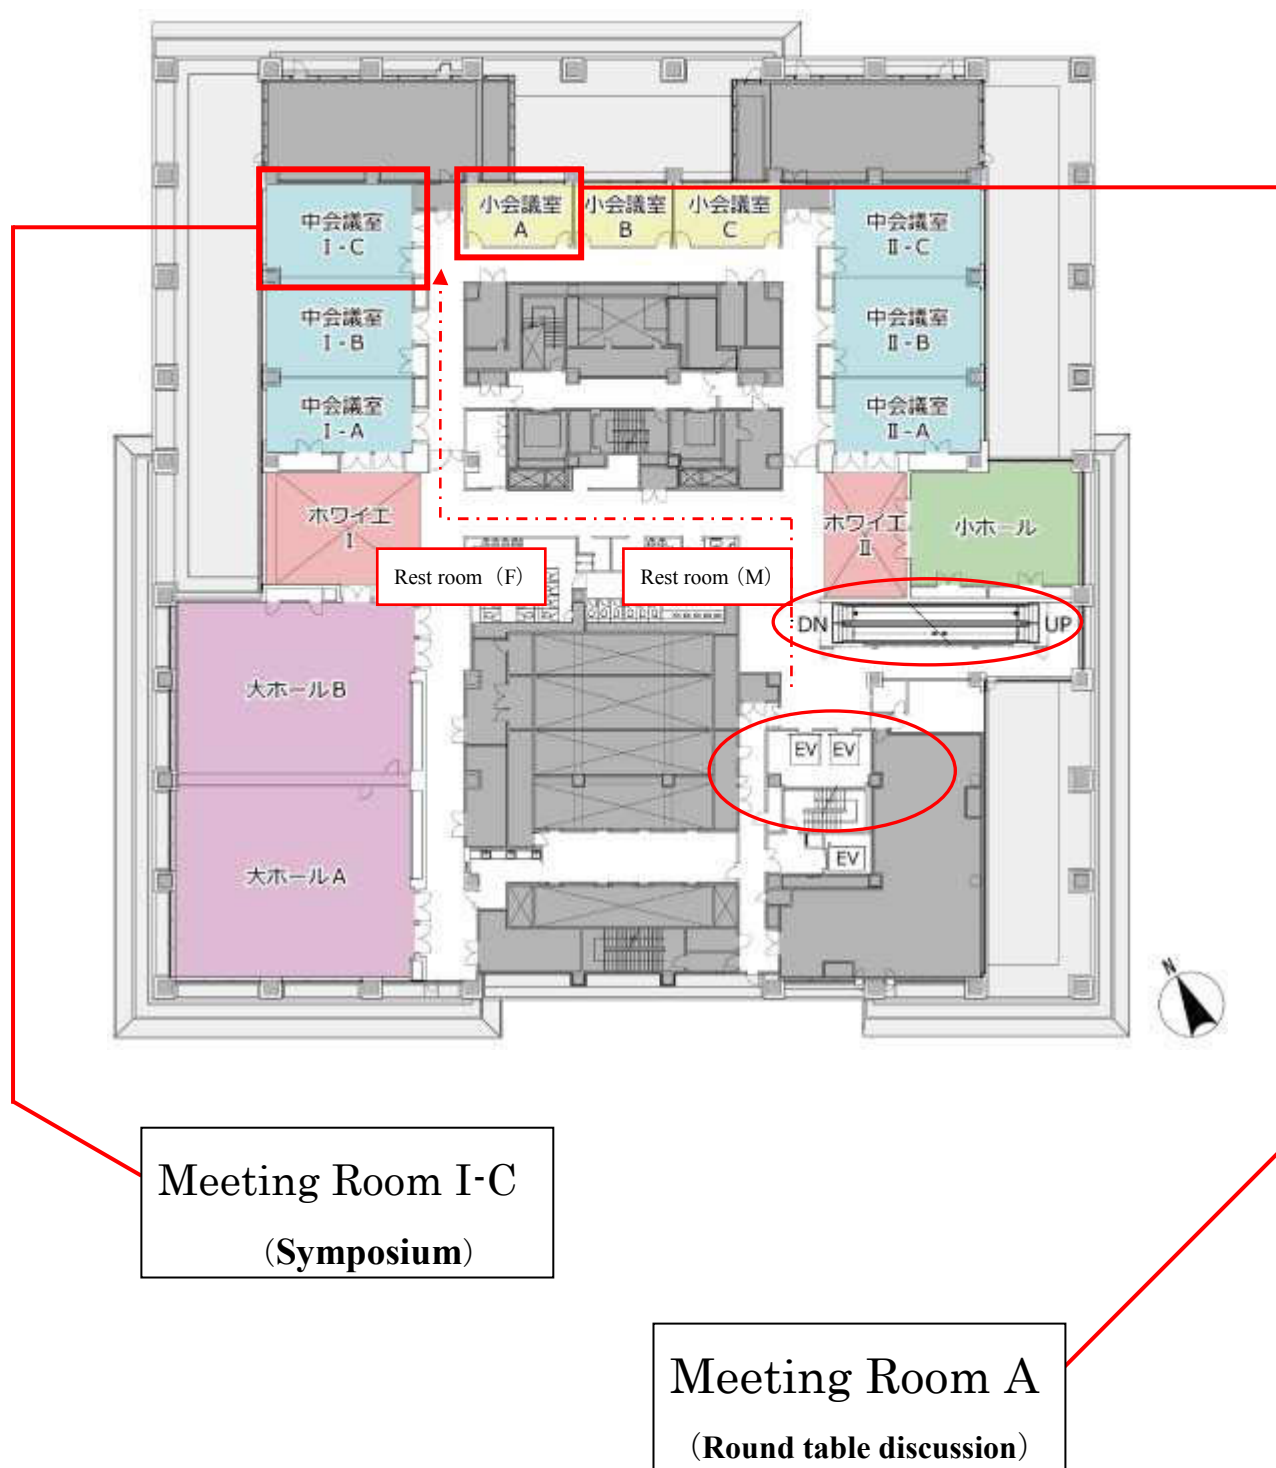 中会議室
I - C
小会議室
A
小会議室
B
小会議室
C
中会議室
II - C
中会議室
I - B
中会議室
II - B
中会議室
I - A
中会議室
II - A
ホワイエ
I
ホワイエ
II
小ホール
Rest room（F）
Rest room（M）
DN
UP
大ホール B
EV
EV
EV
大ホール A
N
Meeting Room I-C
（Symposium）
Meeting Room A
（Round table discussion）